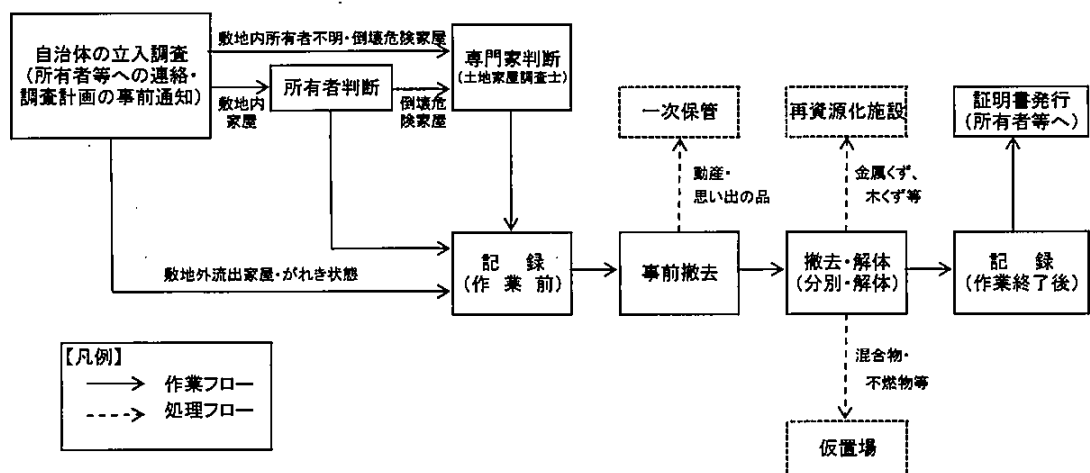 自治体の立入調査
(所有者等への連絡・
調査計画の事前通知)
敷地内所有者不明・倒壊危険家屋
敷地内
家屋
所有者判断
倒壊危
険家屋
専門家判断
(土地家屋調査士)
一次保管
再資源化施設
証明書発行
(所有者等へ)
動産・
思い出の品
金属くず、
木くず等
敷地外流出家屋・がれき状態
記 録
(作 業 前)
事前撤去
撤去・解体
(分別・解体)
記 録
(作業終了後)
混合物・
不燃物等
仮置場
【凡例】
作業フロー
処理フロー